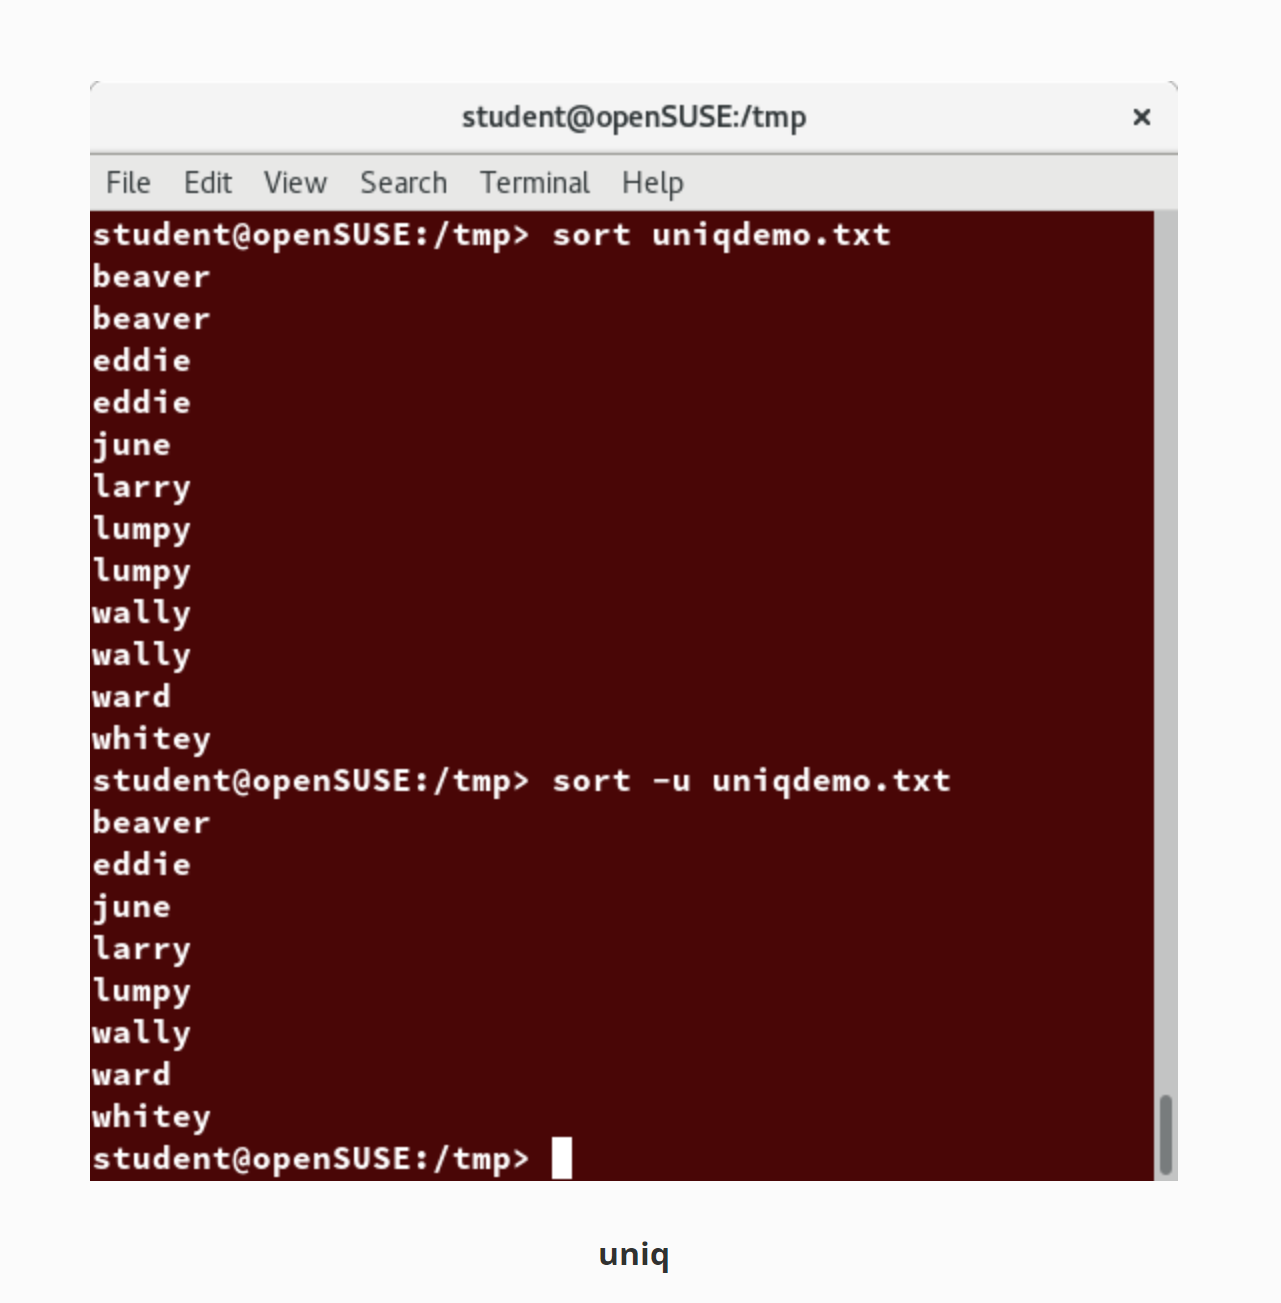 student@openSUSE:/tmp
File Edit View Search Terminal Help
student@openSUSE:/tmp> sort uniqdemo.txt
beaver
beaver
eddie
eddie
june
larry
lumpy
lumpy
wally
wally
ward
whitey
student@openSUSE:/tmp> sort -u uniqdemo.txt
beaver
eddie
june
larry
lumpy
wally
ward
whitey
student@openSUSE:/tmp>
uniq